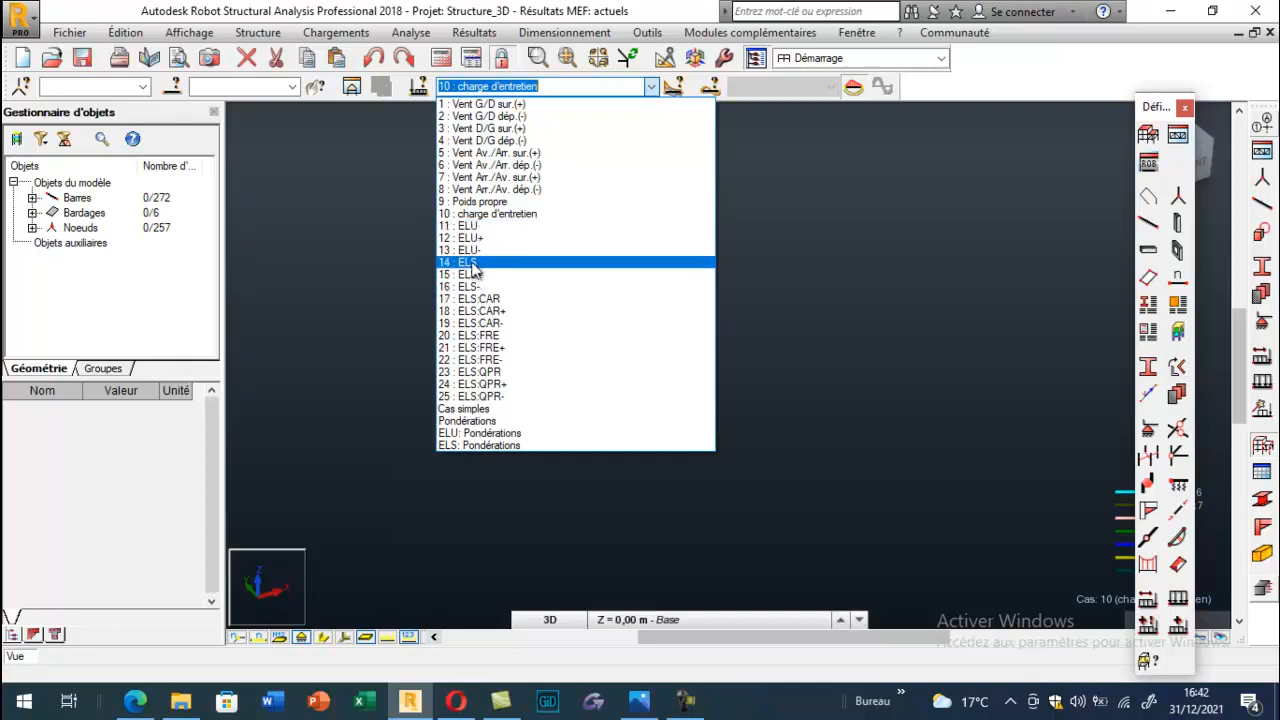 Autodesk Robot Structural Analysis Professional 2018 - Projet: Structure_3D - Résultats MEF: actuels
Entrez mot-clé ou expression
Se connecter
PRO
Fichier Édition Affichage Structure Chargements Analyse Résultats Dimensionnement Outils Modules complémentaires Fenêtre ? Communauté
Démarrage
10 : charge d'entretien
1 : Vent G/D sur.(+)
2 : Vent G/D dép.(-)
3 : Vent D/G sur.(+)
4 : Vent D/G dép.(-)
5 : Vent Av./Arr. sur.(+)
6 : Vent Av./Arr. dép.(-)
7 : Vent Arr./Av. sur.(+)
8 : Vent Arr./Av. dép.(-)
9 : Poids propre
10 : charge d'entretien
11 : ELU
12 : ELU+
13 : ELU-
14 : ELS
15 : ELS+
16 : ELS-
17 : ELS:CAR
18 : ELS:CAR+
19 : ELS:CAR-
20 : ELS:FRE
21 : ELS:FRE+
22 : ELS:FRE-
23 : ELS:QPR
24 : ELS:QPR+
25 : ELS:QPR-
Cas simples
Pondérations
ELU: Pondérations
ELS: Pondérations
Gestionnaire d'objets
Objets Nombre d'...
Objets du modèle
Barres 0/272
Bardages 0/6
Noeuds 0/257
Objets auxiliaires
Géométrie Groupes
Nom Valeur Unité
Défi...
3D Z = 0,00 m - Base
Activer Windows
Accédez aux paramètres pour activer Windows.
Vue
Bureau
17°C
16:42
31/12/2021